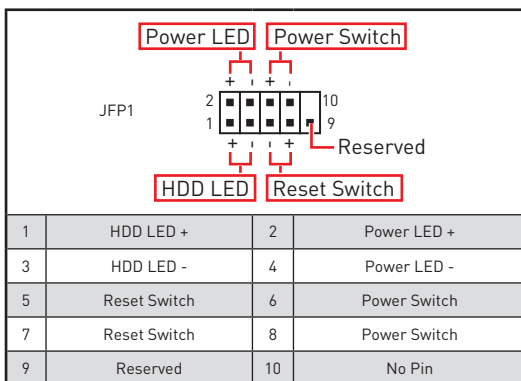 Power LED Power Switch
+ - + -
JFP1
2 10
1 9
+ - - +
Reserved
HDD LED Reset Switch
1 HDD LED + 2 Power LED +
3 HDD LED - 4 Power LED -
5 Reset Switch 6 Power Switch
7 Reset Switch 8 Power Switch
9 Reserved 10 No Pin